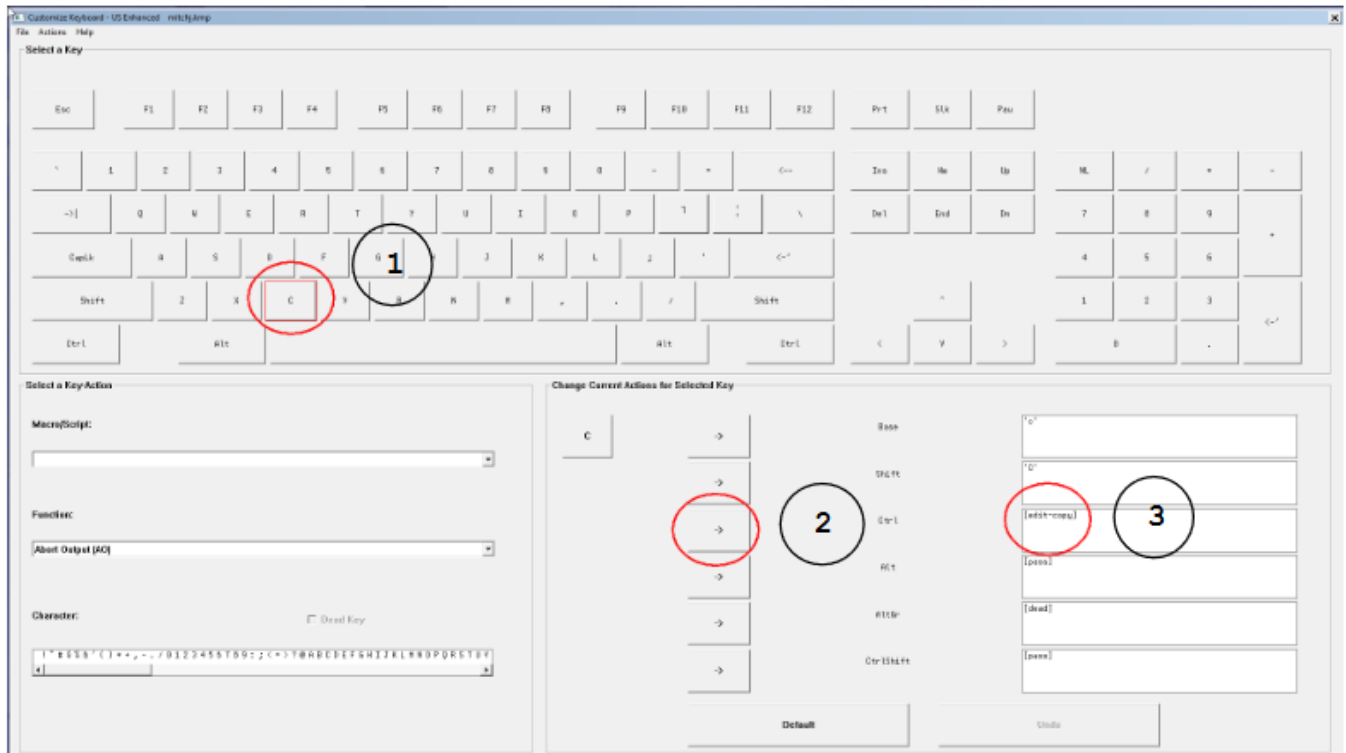 Customize Keyboard - US Enhanced mitchj.kmp
File Actions Help
Select a Key
Esc F1 F2 F3 F4 F5 F6 F7 F8 F9 F10 F11 F12 Prt Slk Pau
` 1 2 3 4 5 6 7 8 9 0 - = <-- Ins Hm Up NL / * -
->| Q W E R T Y U I O P \ Del End Dn 7 8 9 +
CapLk A S D F G 1 H J K L ; ' <-' 4 5 6
Shift Z X C V B N M , . / Shift ^ 1 2 3 <-'
Ctrl Alt Alt Ctrl < V > 0 .
Select a Key Action
Change Current Actions for Selected Key
Macro/Script:
C -> Base 'c'
-> Shift 'C'
Function:
-> 2 Ctrl [edit-copy] 3
Abort Output (AO)
-> Alt [pass]
Character: Dead Key
-> AltGr [dead]
-> CtrlShift [pass]
Default Undo